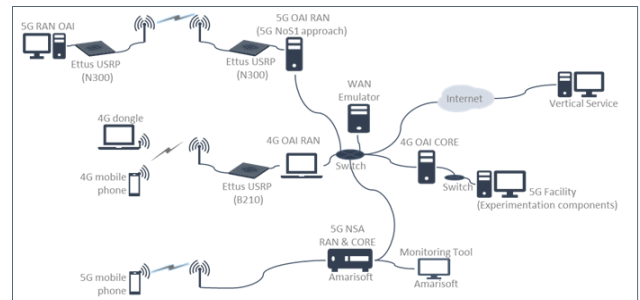 5G RAN OAI
Ettus USRP
(N300)
Ettus USRP
(N300)
5G OAI RAN
(5G NoS1 approach)
WAN
Emulator
Internet
Vertical Service
4G dongle
4G mobile
phone
Ettus USRP
(B210)
4G OAI RAN
Switch
4G OAI CORE
Switch
5G Facility
(Experimentation components)
5G NSA
RAN & CORE
Amarisoft
Monitoring Tool
Amarisoft
5G mobile
phone